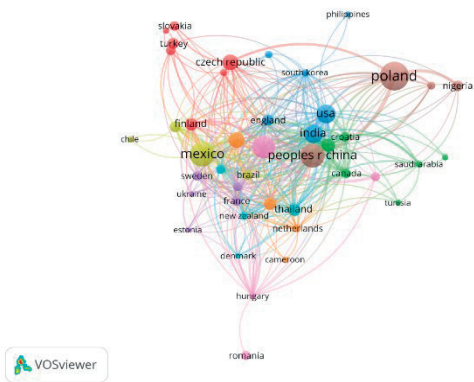 philippines
slovakia
turkey
czech republic
south korea
poland
nigeria
usa
england
finland
india
croatia
chile
mexico
peoples r china
saudi arabia
sweden
brazil
canada
ukraine
france
thailand
tunisia
new zealand
estonia
netherlands
denmark
cameroon
hungary
romania
VOSviewer